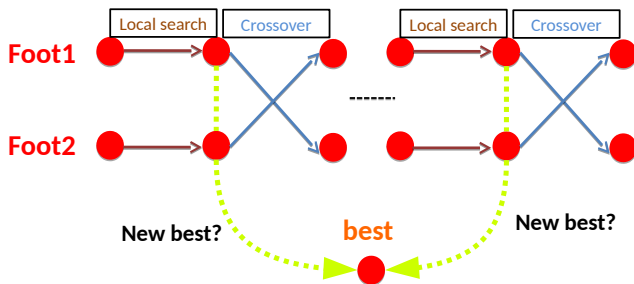 Local search Crossover Local search Crossover
Foot1
Foot2
New best?
best
New best?